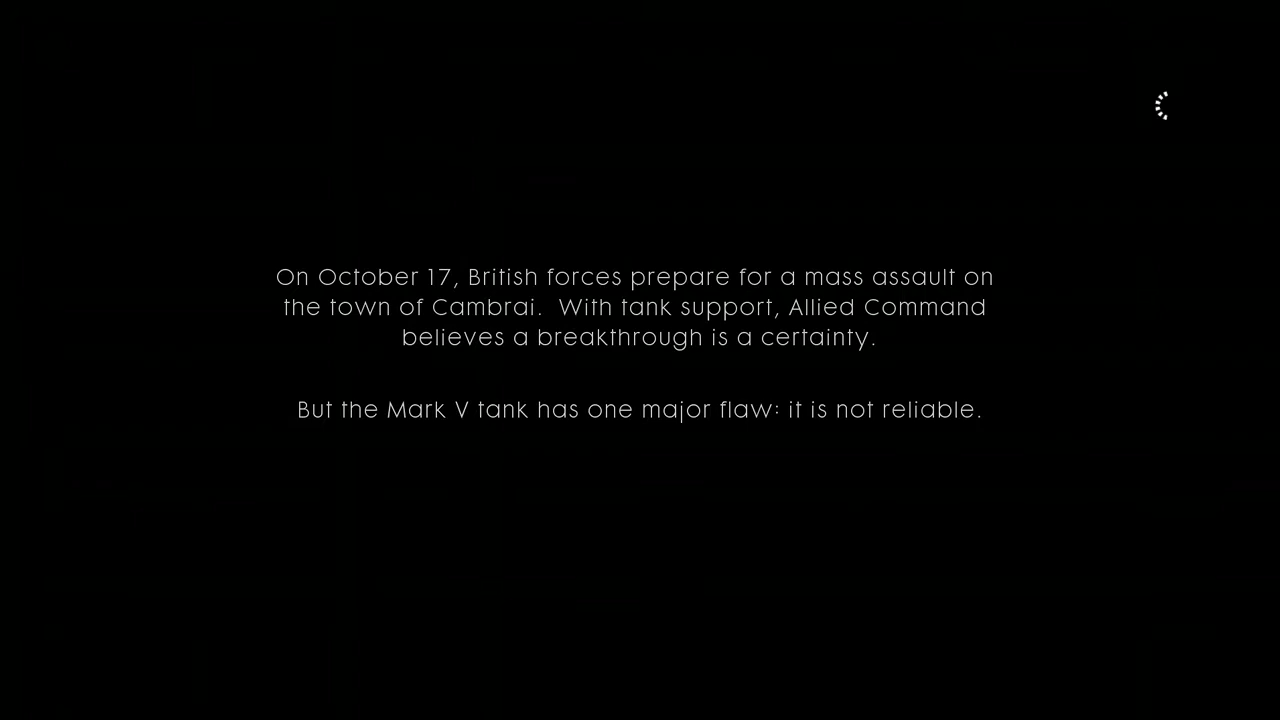 On October 17, British forces prepare for a mass assault on
the town of Cambrai.  With tank support, Allied Command
believes a breakthrough is a certainty.
But the Mark V tank has one major flaw: it is not reliable.